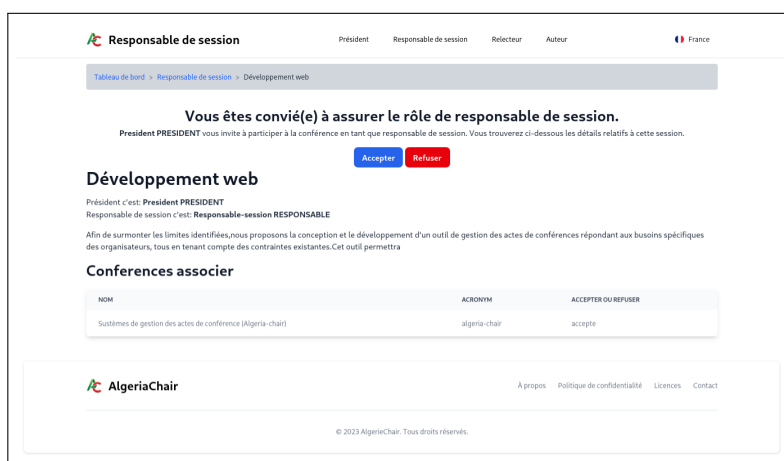 Responsable de session
Président Responsable de session Relecteur Auteur France
Tableau de bord > Responsable de session > Développement web
Vous êtes convié(e) à assurer le rôle de responsable de session.
President PRESIDENT vous invite à participer à la conférence en tant que responsable de session. Vous trouverez ci-dessous les détails relatifs à cette session.
Accepter Refuser
Développement web
Président c'est: President PRESIDENT
Responsable de session c'est: Responsable-session RESPONSABLE
Afin de surmonter les limites identifiées,nous proposons la conception et le développement d'un outil de gestion des actes de conférences répondant aux busoins spécifiques
des organisateurs, tous en tenant compte des contraintes existantes.Cet outil permettra
Conferences associer
NOM ACRONYM ACCEPTER OU REFUSER
Sustèmes de gestion des actes de conférence (Algeria-chair) algeria-chair accepte
AlgeriaChair
À propos Politique de confidentialité Licences Contact
© 2023 AlgerieChair. Tous droits réservés.